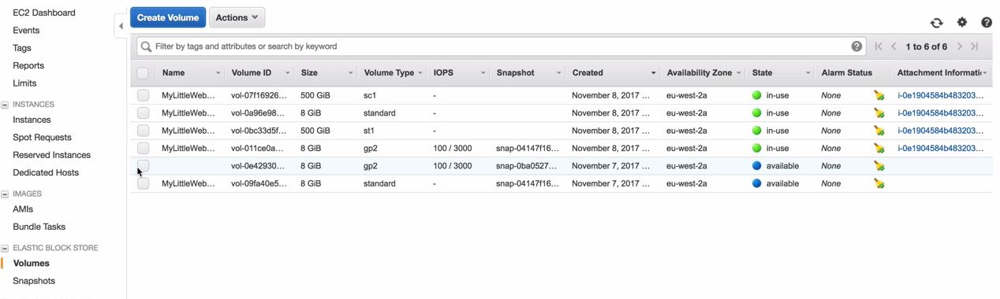 EC2 Dashboard
Events
Tags
Reports
Limits
INSTANCES
Instances
Spot Requests
Reserved Instances
Dedicated Hosts
IMAGES
AMIs
Bundle Tasks
ELASTIC BLOCK STORE
Volumes
Snapshots
Create Volume Actions
Filter by tags and attributes or search by keyword 1 to 6 of 6
Name Volume ID Size Volume Type IOPS Snapshot Created Availability Zone State Alarm Status Attachment Informati
MyLittleWeb... vol-07f16926... 500 GiB sc1 - November 8, 2017 ... eu-west-2a in-use None i-0e1904584b483203...
MyLittleWeb... vol-0a96e98... 8 GiB standard - November 8, 2017 ... eu-west-2a in-use None i-0e1904584b483203...
MyLittleWeb... vol-0bc33d5f... 500 GiB st1 - November 8, 2017 ... eu-west-2a in-use None i-0e1904584b483203...
MyLittleWeb... vol-011ce0a... 8 GiB gp2 100 / 3000 snap-04147f16... November 8, 2017 ... eu-west-2a in-use None i-0e1904584b483203...
vol-0e42930... 8 GiB gp2 100 / 3000 snap-0ba0527... November 7, 2017 ... eu-west-2a available None
MyLittleWeb... vol-09fa40e5... 8 GiB standard - snap-04147f16... November 7, 2017 ... eu-west-2a available None